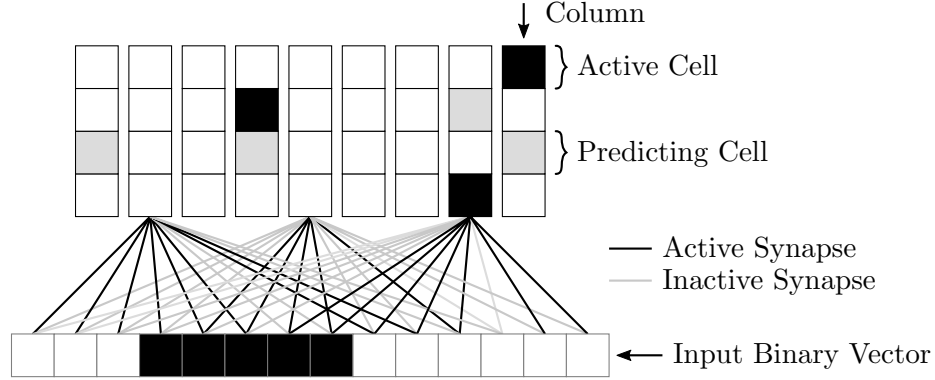 Column
Active Cell
Predicting Cell
Active Synapse
Inactive Synapse
Input Binary Vector